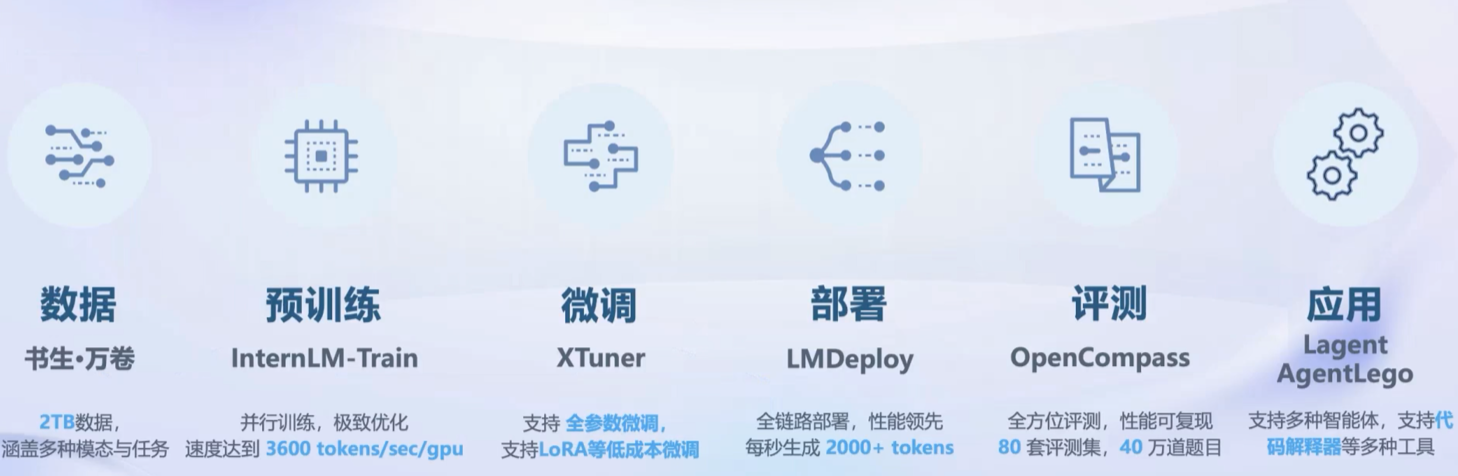 数据
书生·万卷
2TB数据，
涵盖多种模态与任务
预训练
InternLM-Train
并行训练，极致优化
速度达到 3600 tokens/sec/gpu
微调
XTuner
支持 全参数微调，
支持LoRA等低成本微调
部署
LMDeploy
全链路部署，性能领先
每秒生成 2000+ tokens
评测
OpenCompass
全方位评测，性能可复现
80 套评测集，40 万道题目
应用
Lagent
AgentLego
支持多种智能体，支持代
码解释器等多种工具